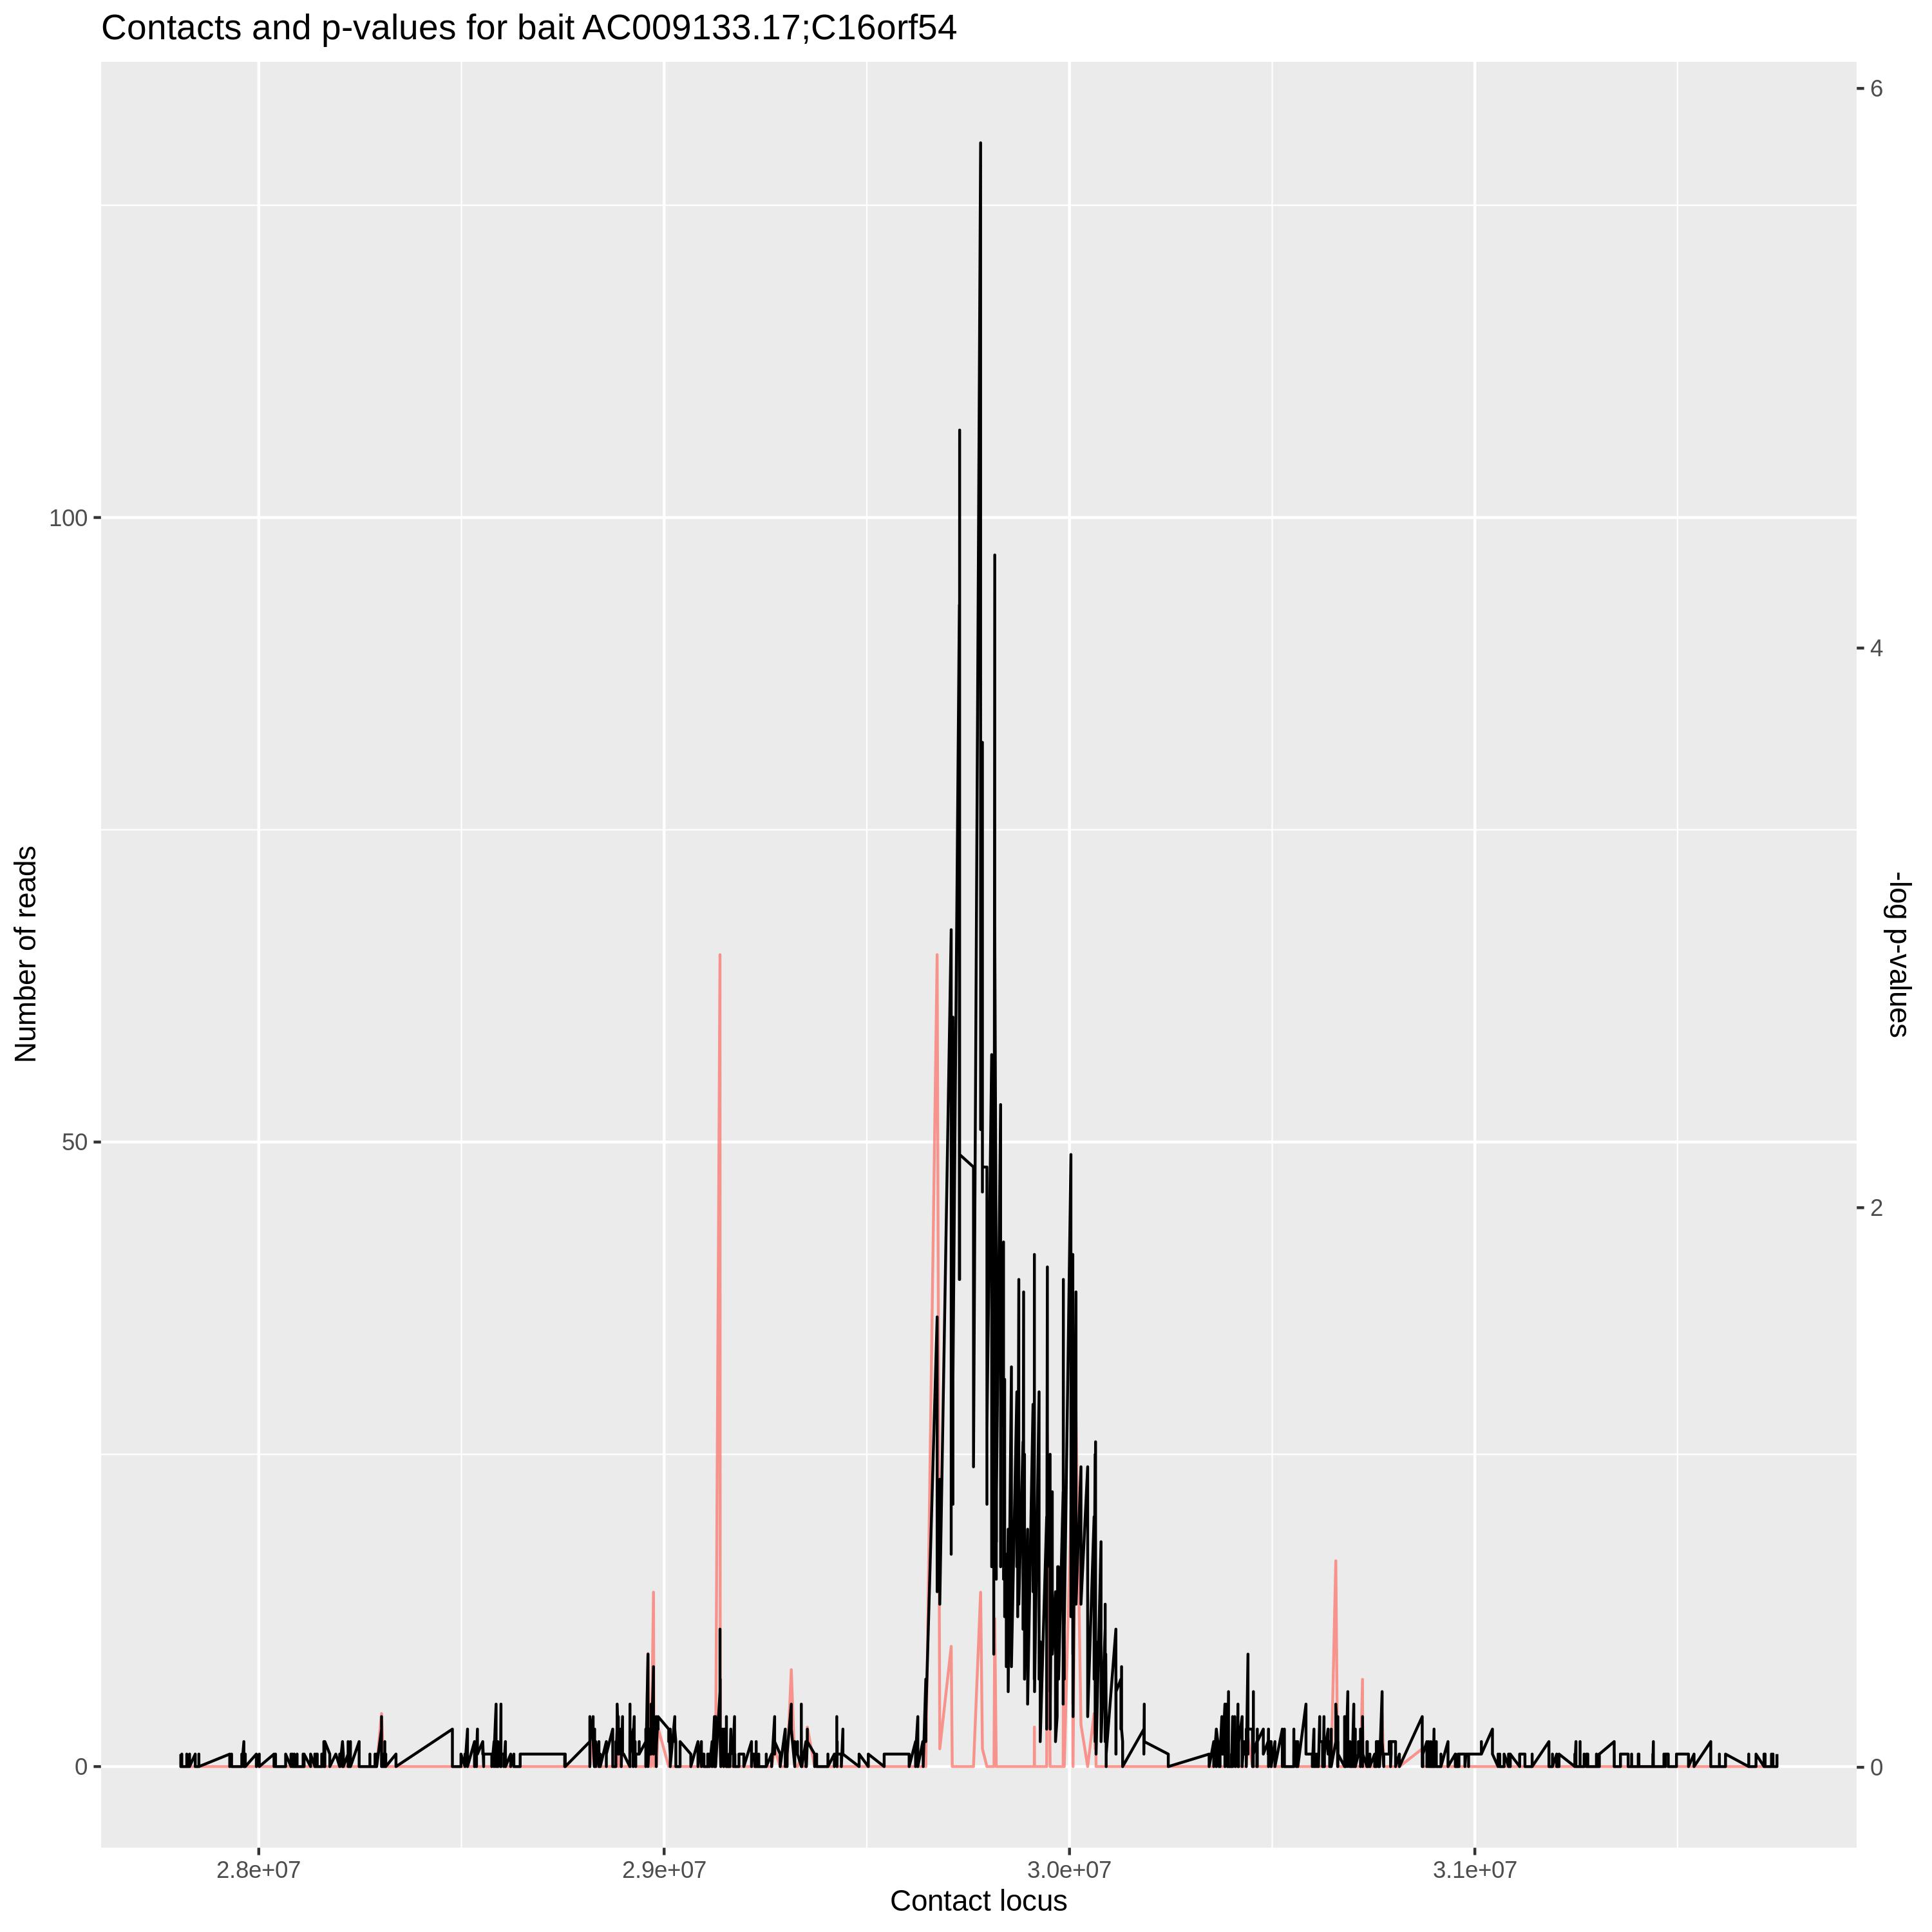 Contacts and p-values for bait AC009133.17;C16orf54
Number of reads
100
50
0
6
4
2
0
-log p-values
2.8e+07
2.9e+07
3.0e+07
3.1e+07
Contact locus